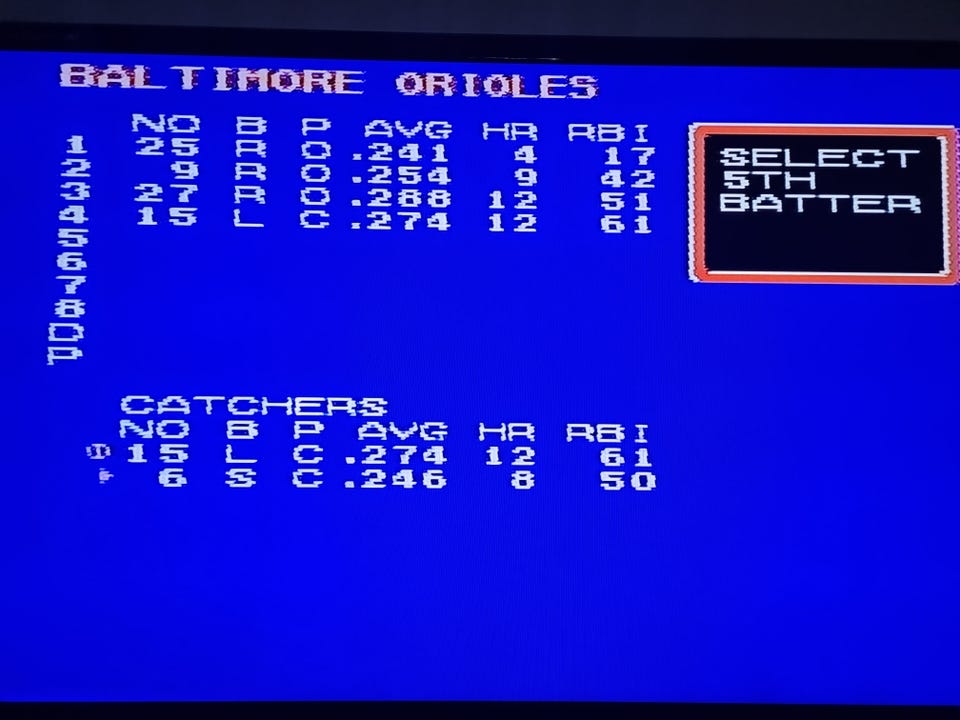 BALTIMORE ORIOLES
NO B P AVG HR RBI
1 25 R O .241 4 17
2 9 R O .254 9 42
3 27 R O .288 12 51
4 15 L C .274 12 61
5
6
7
8
D
P
SELECT
5TH
BATTER
CATCHERS
NO B P AVG HR RBI
15 L C .274 12 61
6 S C .246 8 50